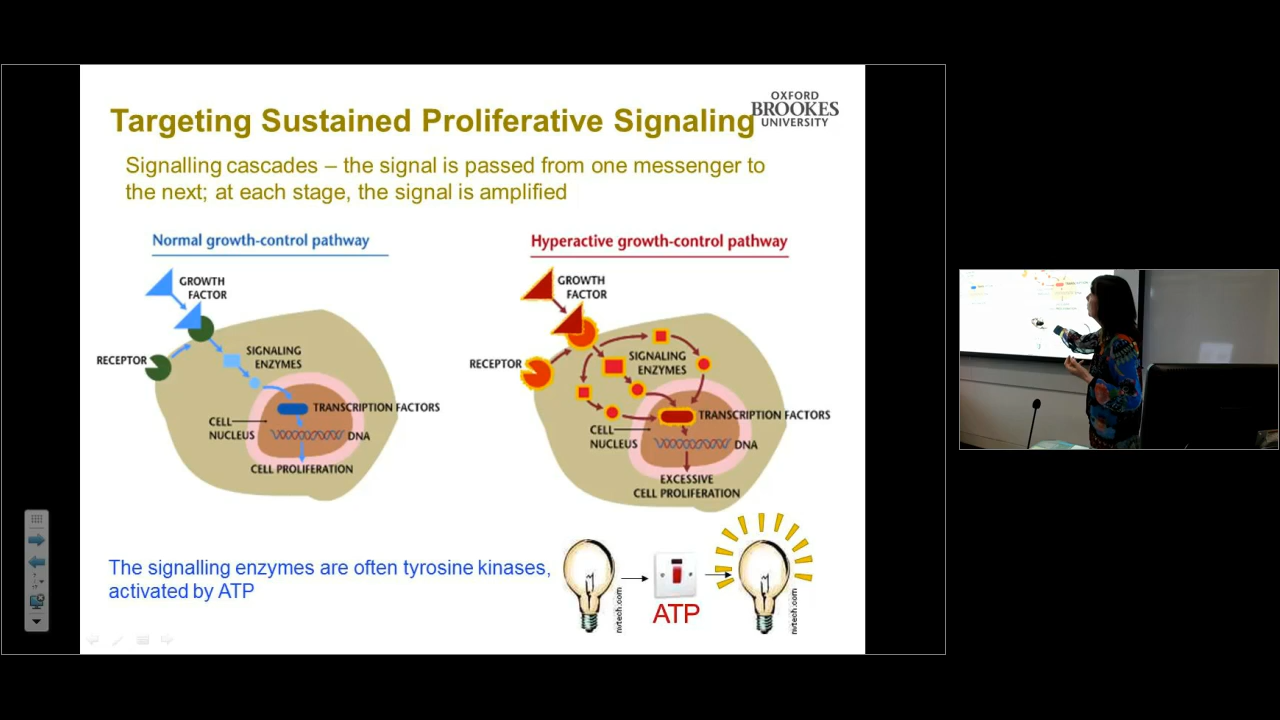 Targeting Sustained Proliferative Signaling
OXFORD
BROOKES
UNIVERSITY
Signalling cascades – the signal is passed from one messenger to
the next; at each stage, the signal is amplified
Normal growth-control pathway
GROWTH
FACTOR
RECEPTOR
SIGNALING
ENZYMES
TRANSCRIPTION FACTORS
CELL
NUCLEUS
DNA
CELL PROLIFERATION
Hyperactive growth-control pathway
GROWTH
FACTOR
RECEPTOR
SIGNALING
ENZYMES
TRANSCRIPTION FACTORS
CELL
NUCLEUS
DNA
EXCESSIVE
CELL PROLIFERATION
The signalling enzymes are often tyrosine kinases,
activated by ATP
nvtech.com
ATP
nvtech.com